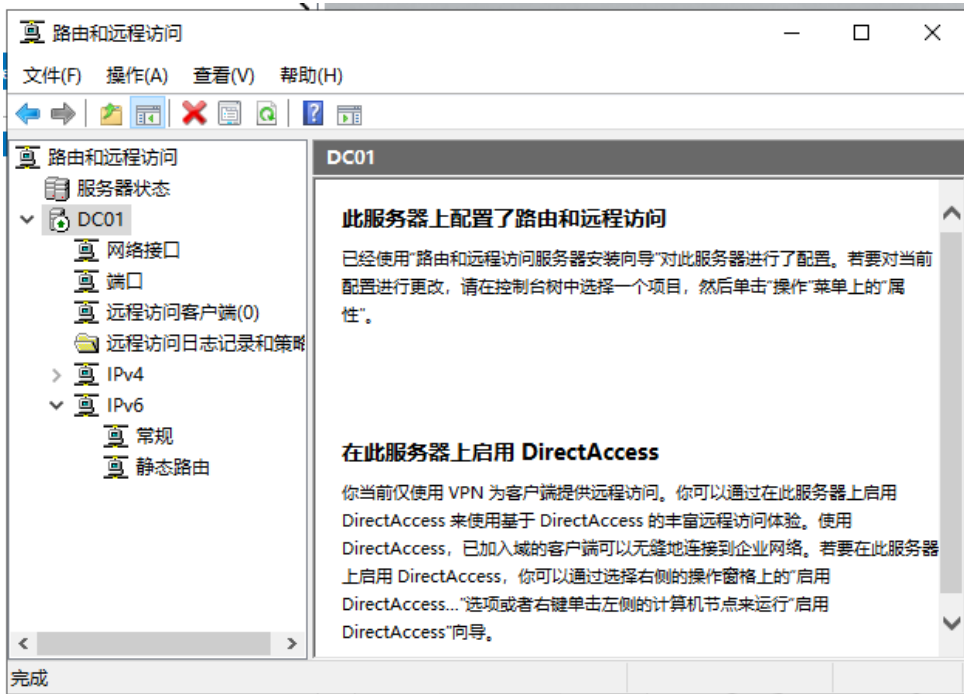 路由和远程访问
文件(F) 操作(A) 查看(V) 帮助(H)
路由和远程访问
服务器状态
DC01
网络接口
端口
远程访问客户端(0)
远程访问日志记录和策略
IPv4
IPv6
常规
静态路由
DC01
此服务器上配置了路由和远程访问
已经使用"路由和远程访问服务器安装向导"对此服务器进行了配置。若要对当前
配置进行更改，请在控制台树中选择一个项目，然后单击"操作"菜单上的"属
性"。
在此服务器上启用 DirectAccess
你当前仅使用 VPN 为客户端提供远程访问。你可以通过在此服务器上启用
DirectAccess 来使用基于 DirectAccess 的丰富远程访问体验。使用
DirectAccess，已加入域的客户端可以无缝地连接到企业网络。若要在此服务器
上启用 DirectAccess，你可以通过选择右侧的操作窗格上的"启用
DirectAccess..."选项或者右键单击左侧的计算机节点来运行"启用
DirectAccess"向导。
完成